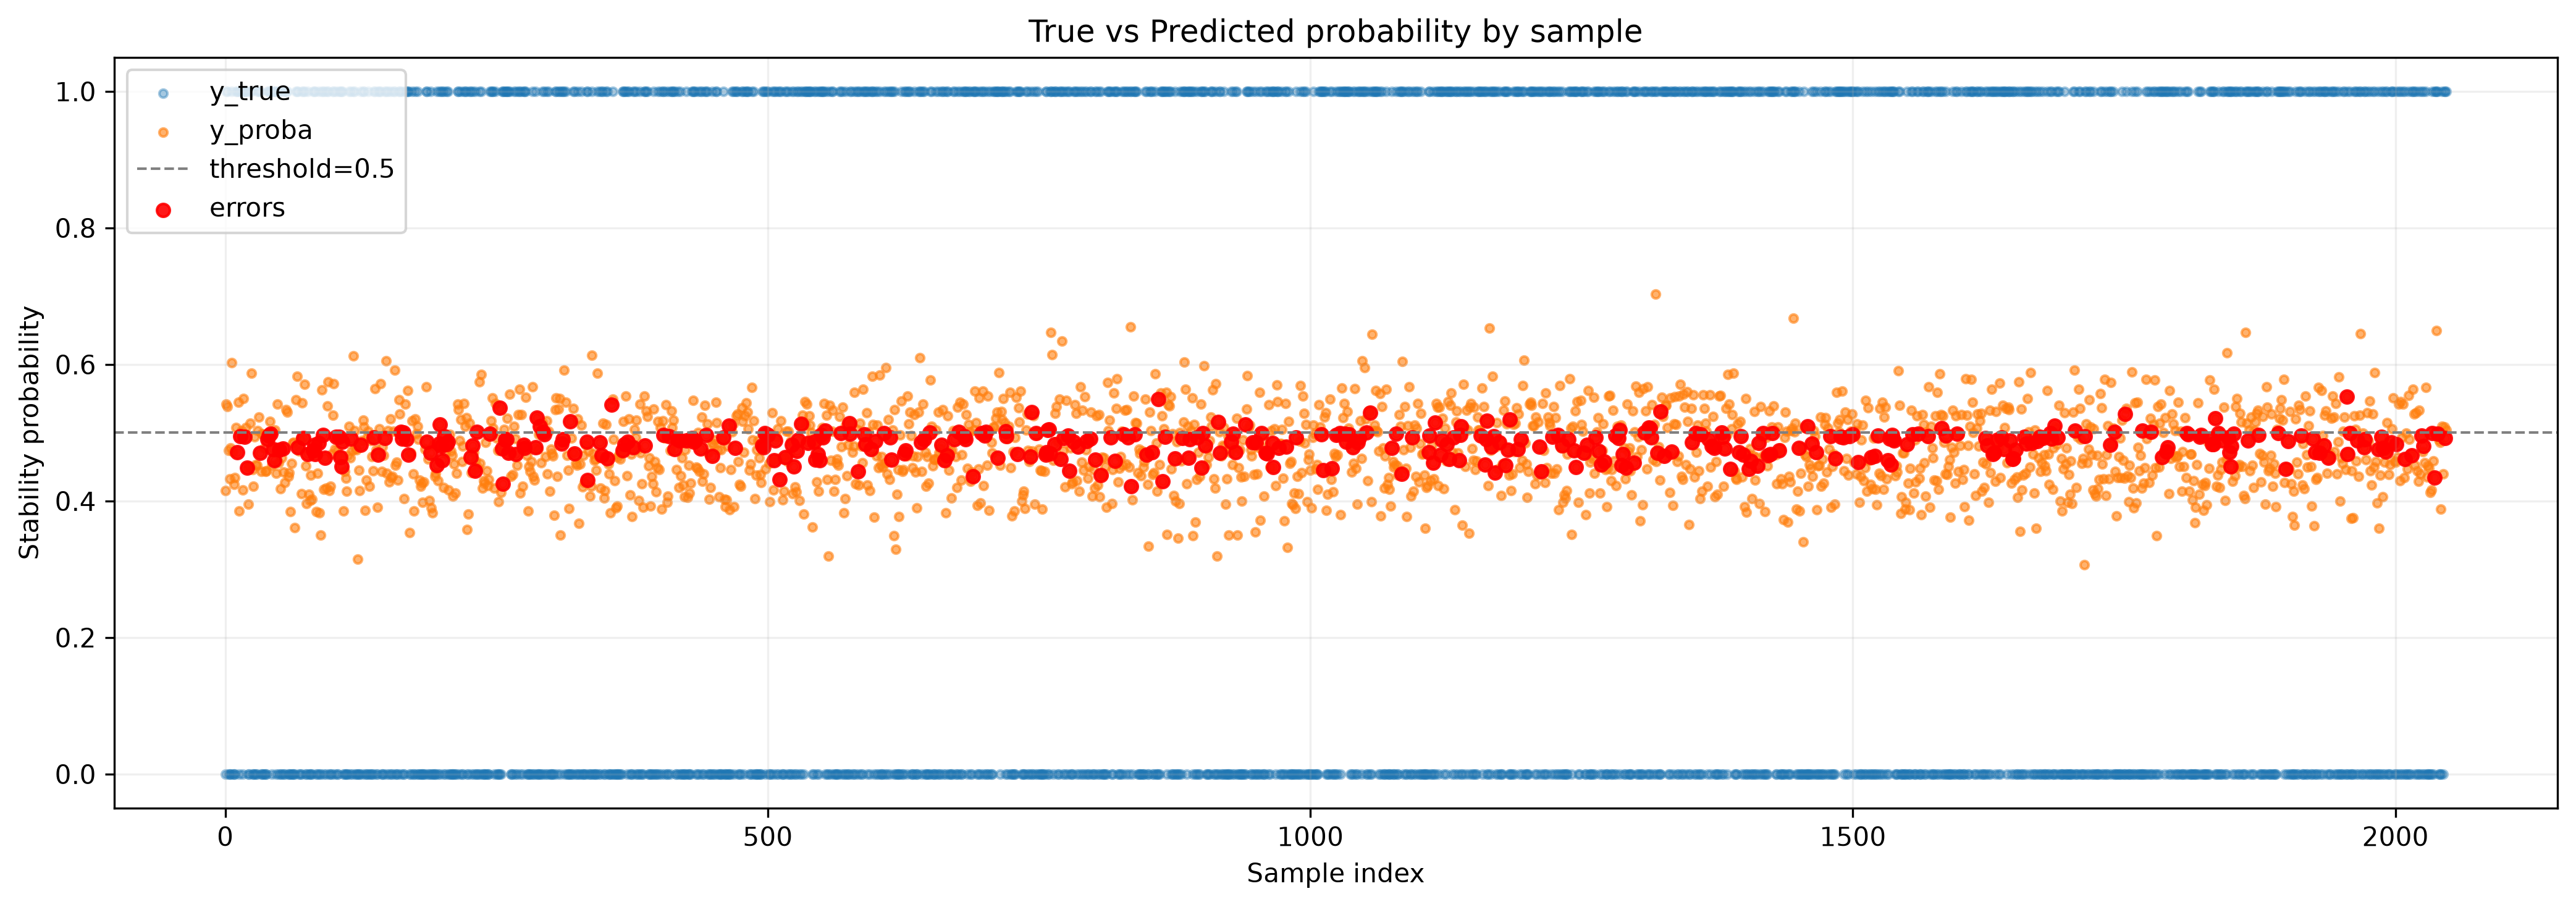 True vs Predicted probability by sample
y_true
y_proba
threshold=0.5
errors
Stability probability
1.0
0.8
0.6
0.4
0.2
0.0
0
500
1000
1500
2000
Sample index